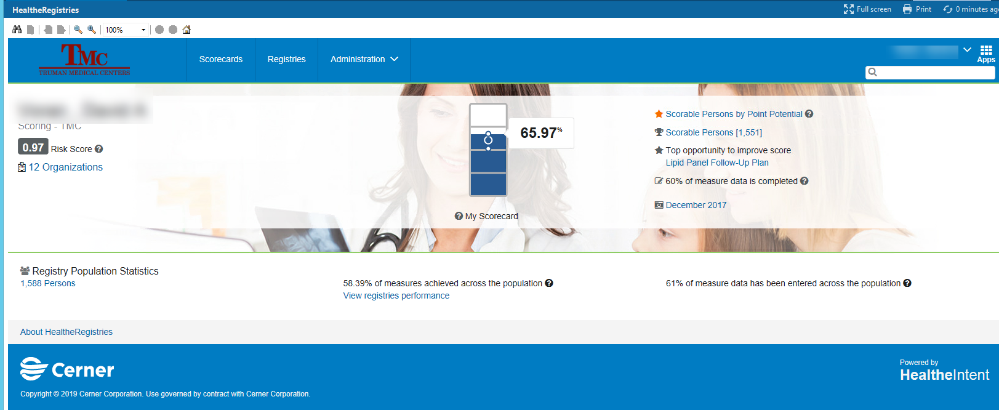 HealtheRegistries
Full screen
Print
0 minutes ag
100%
TMC
TRUMAN MEDICAL CENTERS
Scorecards
Registries
Administration
Apps
Scoring - TMC
0.97 Risk Score
12 Organizations
65.97%
My Scorecard
Scorable Persons by Point Potential
Scorable Persons [1,551]
Top opportunity to improve score
Lipid Panel Follow-Up Plan
60% of measure data is completed
December 2017
Registry Population Statistics
1,588 Persons
58.39% of measures achieved across the population
View registries performance
61% of measure data has been entered across the population
About HealtheRegistries
Cerner
Copyright © 2019 Cerner Corporation. Use governed by contract with Cerner Corporation.
Powered by
HealtheIntent